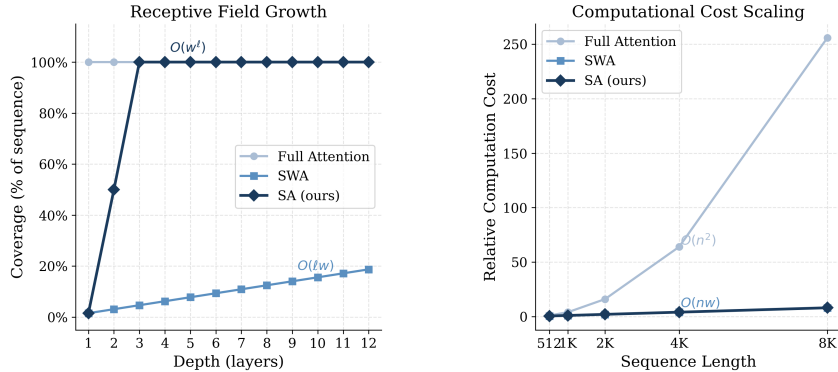 Receptive Field Growth
O(w^ℓ)
100%
80%
60%
40%
20%
0%
Coverage (% of sequence)
Full Attention
SWA
SA (ours)
O(ℓw)
1 2 3 4 5 6 7 8 9 10 11 12
Depth (layers)
Computational Cost Scaling
250
200
150
100
50
0
Relative Computation Cost
Full Attention
SWA
SA (ours)
O(n²)
O(nw)
512 1K 2K 4K 8K
Sequence Length